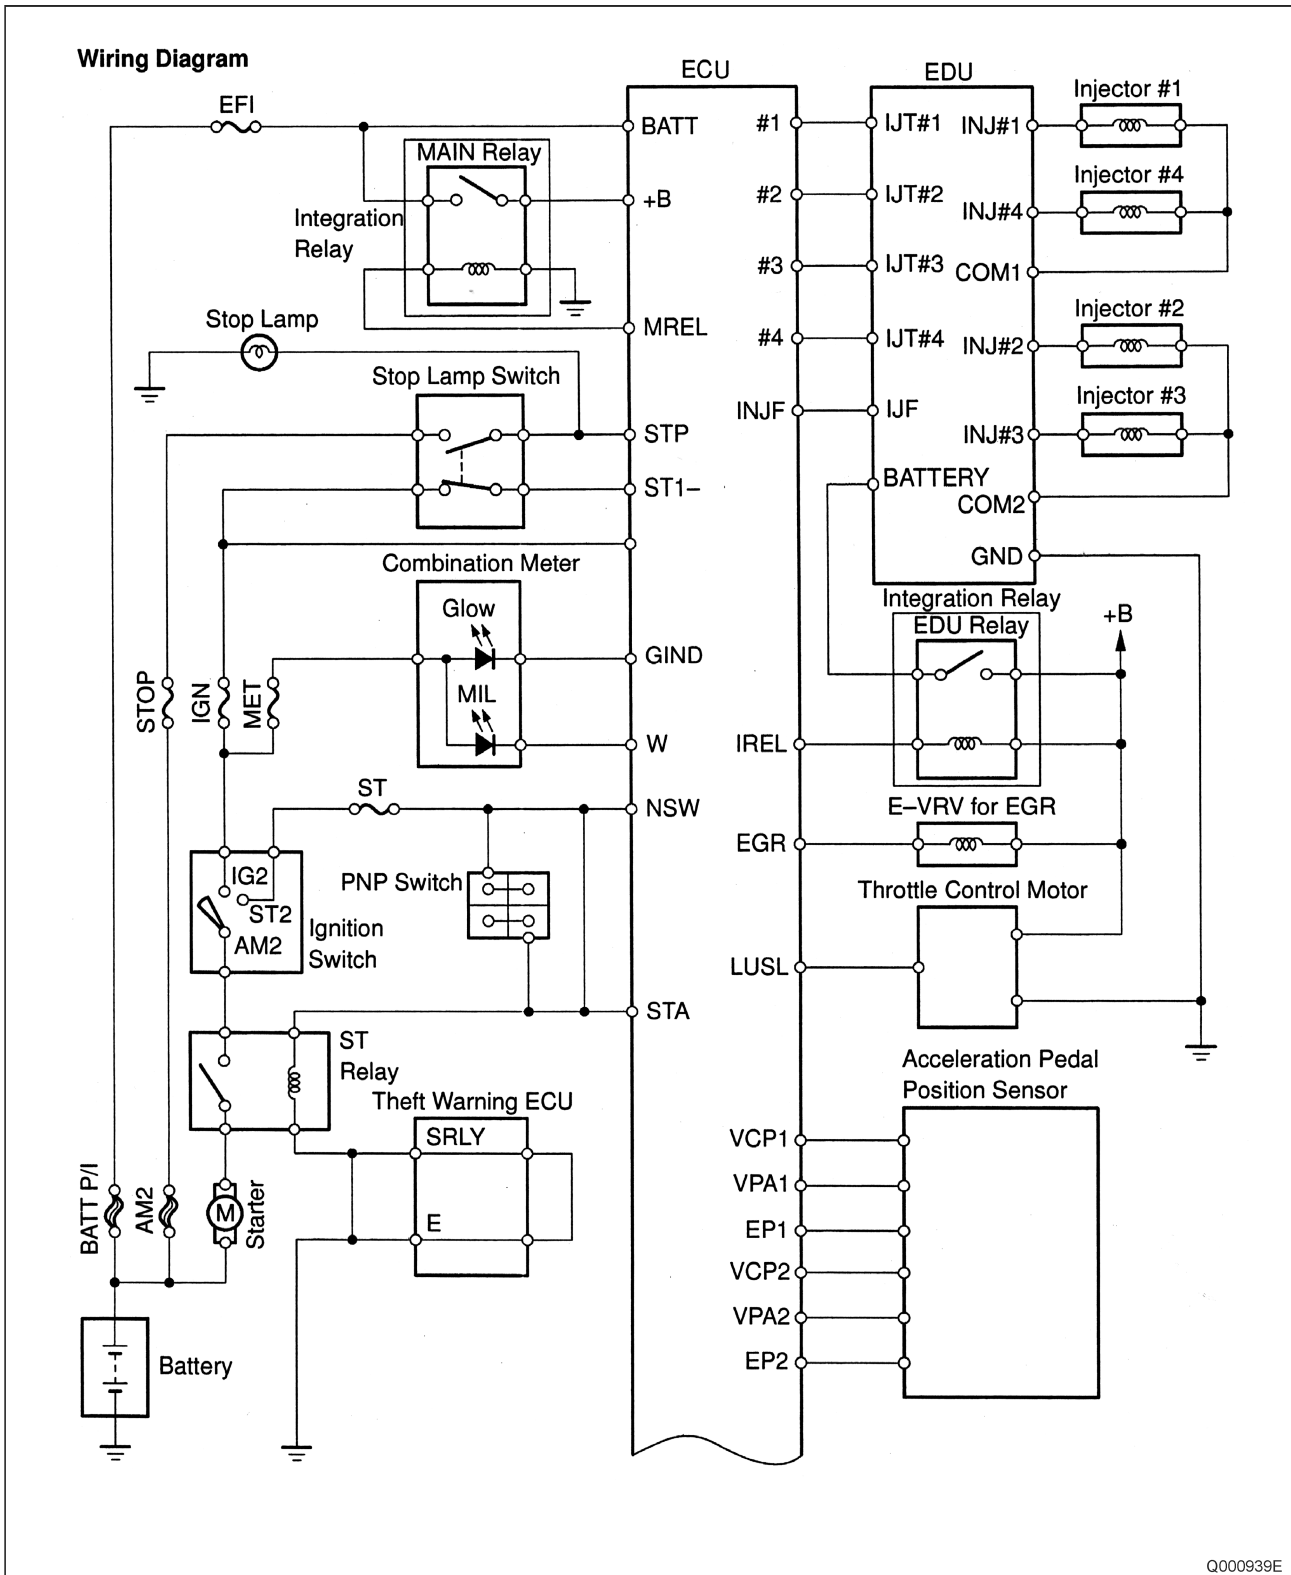 Wiring Diagram
ECU
EDU
EFI
BATT
#1
IJT#1
INJ#1
Injector #1
MAIN Relay
Integration
Relay
+B
#2
IJT#2
INJ#4
Injector #4
#3
IJT#3
COM1
MREL
#4
IJT#4
INJ#2
Injector #2
Stop Lamp
Stop Lamp Switch
STP
INJF
IJF
INJ#3
Injector #3
ST1–
BATTERY
COM2
GND
Combination Meter
Glow
GIND
MIL
W
STOP
IGN
MET
Integration Relay
EDU Relay
+B
IREL
ST
NSW
E–VRV for EGR
EGR
PNP Switch
IG2
ST2
AM2
Ignition
Switch
Throttle Control Motor
LUSL
STA
ST
Relay
Theft Warning ECU
SRLY
E
Acceleration Pedal
Position Sensor
VCP1
VPA1
EP1
VCP2
VPA2
EP2
BATT P/I
AM2
M
Starter
Battery
Q000939E